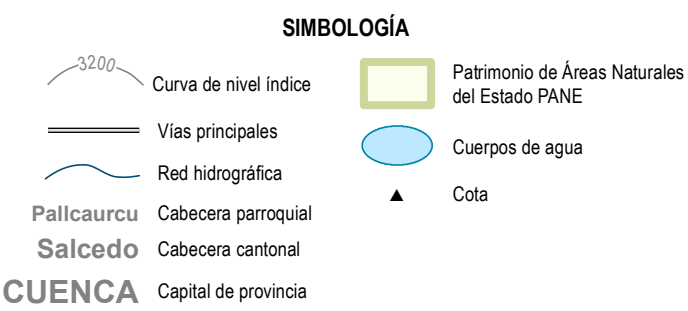 SIMBOLOGÍA
3200
Curva de nivel índice
Vías principales
Red hidrográfica
Pallcaurcu Cabecera parroquial
Salcedo Cabecera cantonal
CUENCA Capital de provincia
Patrimonio de Áreas Naturales
del Estado PANE
Cuerpos de agua
Cota